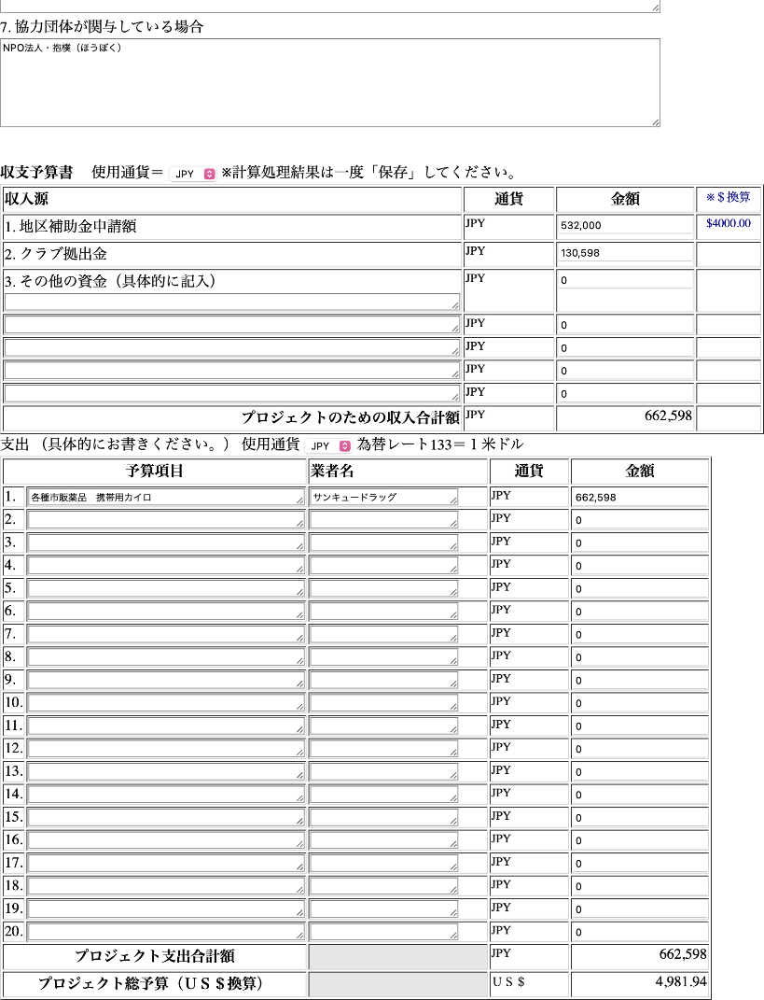 7. 協力団体が関与している場合
NPO法人・抱樸（ほうぼく）
収支予算書 使用通貨＝ JPY ※計算処理結果は一度「保存」してください。
収入源 通貨 金額 ※＄換算
1. 地区補助金申請額 JPY 532,000 $4000.00
2. クラブ拠出金 JPY 130,598
3. その他の資金（具体的に記入） JPY 0
JPY 0
JPY 0
JPY 0
JPY 0
プロジェクトのための収入合計額 JPY 662,598
支出 （具体的にお書きください。） 使用通貨 JPY 為替レート133＝１米ドル
予算項目 業者名 通貨 金額
1. 各種市販薬品　携帯用カイロ サンキュードラッグ JPY 662,598
2. JPY 0
3. JPY 0
4. JPY 0
5. JPY 0
6. JPY 0
7. JPY 0
8. JPY 0
9. JPY 0
10. JPY 0
11. JPY 0
12. JPY 0
13. JPY 0
14. JPY 0
15. JPY 0
16. JPY 0
17. JPY 0
18. JPY 0
19. JPY 0
20. JPY 0
プロジェクト支出合計額 JPY 662,598
プロジェクト総予算（ＵＳ＄換算） ＵＳ＄ 4,981.94